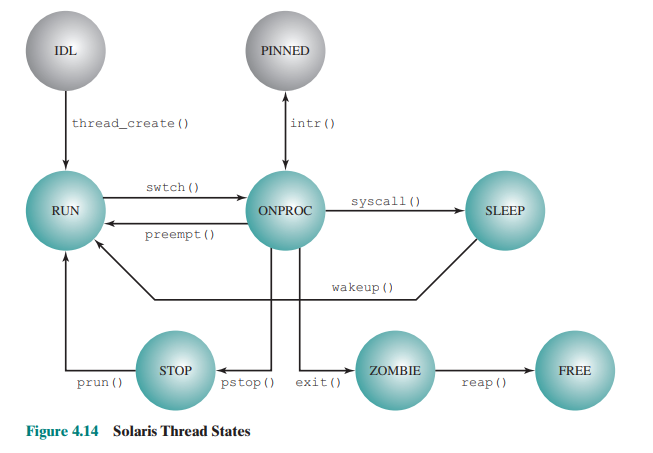 IDL
PINNED
thread_create()
intr()
swtch()
RUN
ONPROC
syscall()
SLEEP
preempt()
wakeup()
STOP
ZOMBIE
FREE
prun()
pstop()
exit()
reap()
Figure 4.14 Solaris Thread States